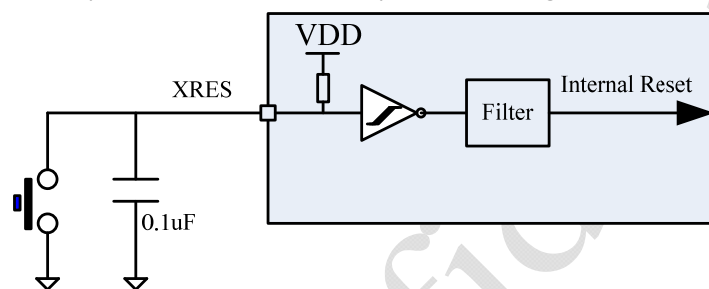 VDD
XRES
Internal Reset
Filter
0.1uF